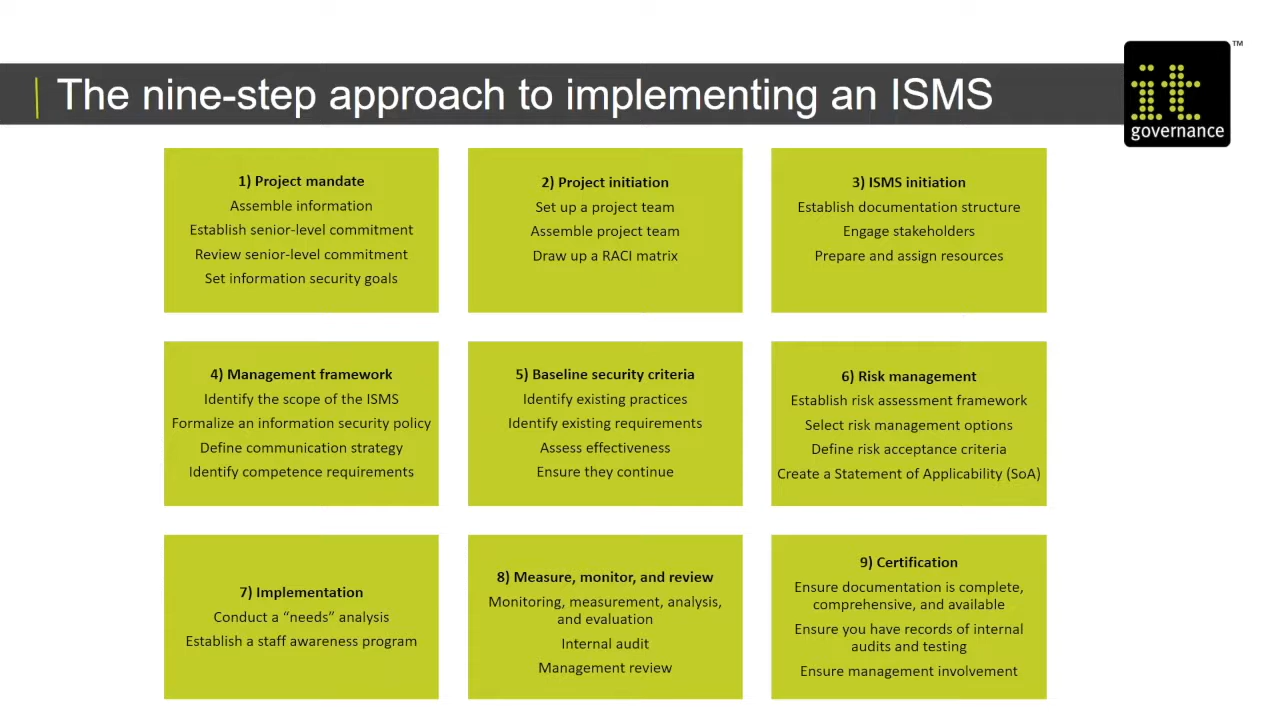 The nine-step approach to implementing an ISMS
it
governance
™
1) Project mandate
Assemble information
Establish senior-level commitment
Review senior-level commitment
Set information security goals
2) Project initiation
Set up a project team
Assemble project team
Draw up a RACI matrix
3) ISMS initiation
Establish documentation structure
Engage stakeholders
Prepare and assign resources
4) Management framework
Identify the scope of the ISMS
Formalize an information security policy
Define communication strategy
Identify competence requirements
5) Baseline security criteria
Identify existing practices
Identify existing requirements
Assess effectiveness
Ensure they continue
6) Risk management
Establish risk assessment framework
Select risk management options
Define risk acceptance criteria
Create a Statement of Applicability (SoA)
7) Implementation
Conduct a “needs” analysis
Establish a staff awareness program
8) Measure, monitor, and review
Monitoring, measurement, analysis,
and evaluation
Internal audit
Management review
9) Certification
Ensure documentation is complete,
comprehensive, and available
Ensure you have records of internal
audits and testing
Ensure management involvement